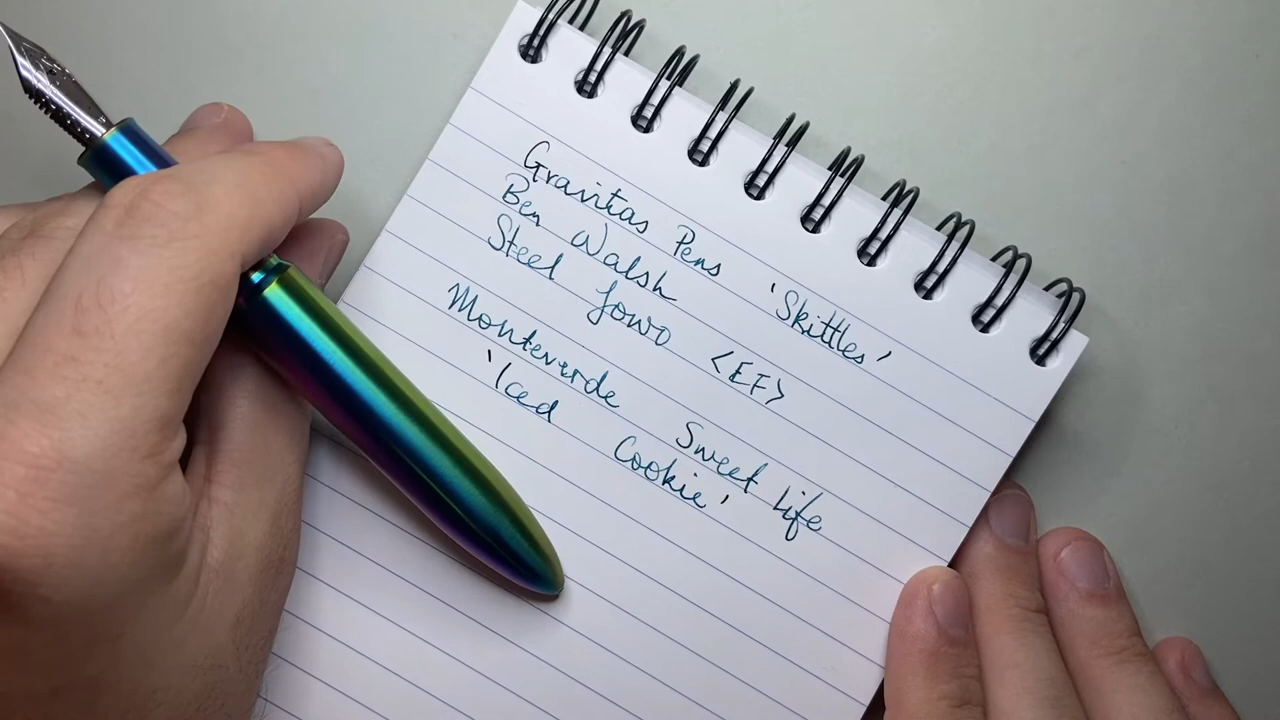 Gravitas Pens 'Skittles'
Ben Walsh
Steel Jowo <EF>
Monteverde Sweet Life
'Iced Cookie'